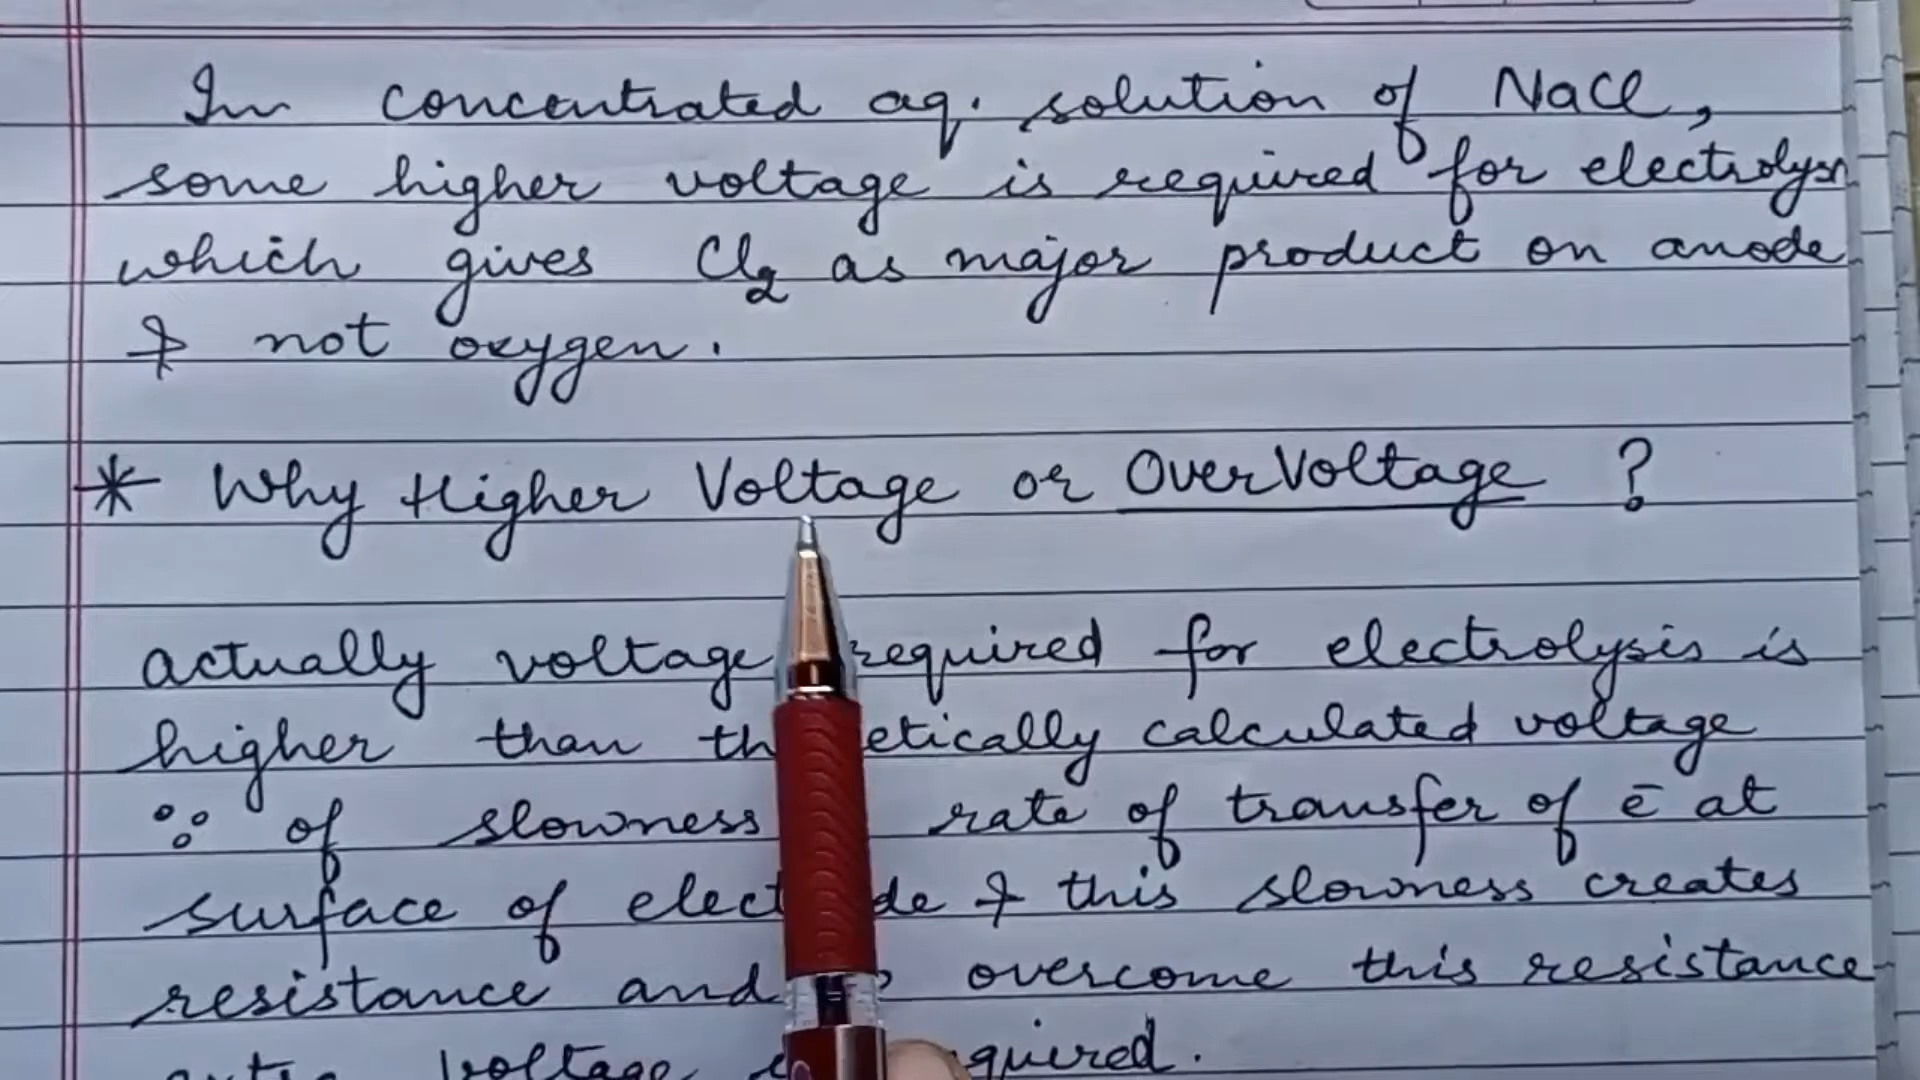 In concentrated aq. solution of NaCl,
some higher voltage is required for electrolysi
which gives Cl2 as major product on anode
& not oxygen.
* Why Higher Voltage or OverVoltage ?
actually voltage required for electrolysis is
higher than th etically calculated voltage
∵ of slowness rate of transfer of ē at
surface of elect de & this slowness creates
resistance and overcome this resistance
voltage quired.